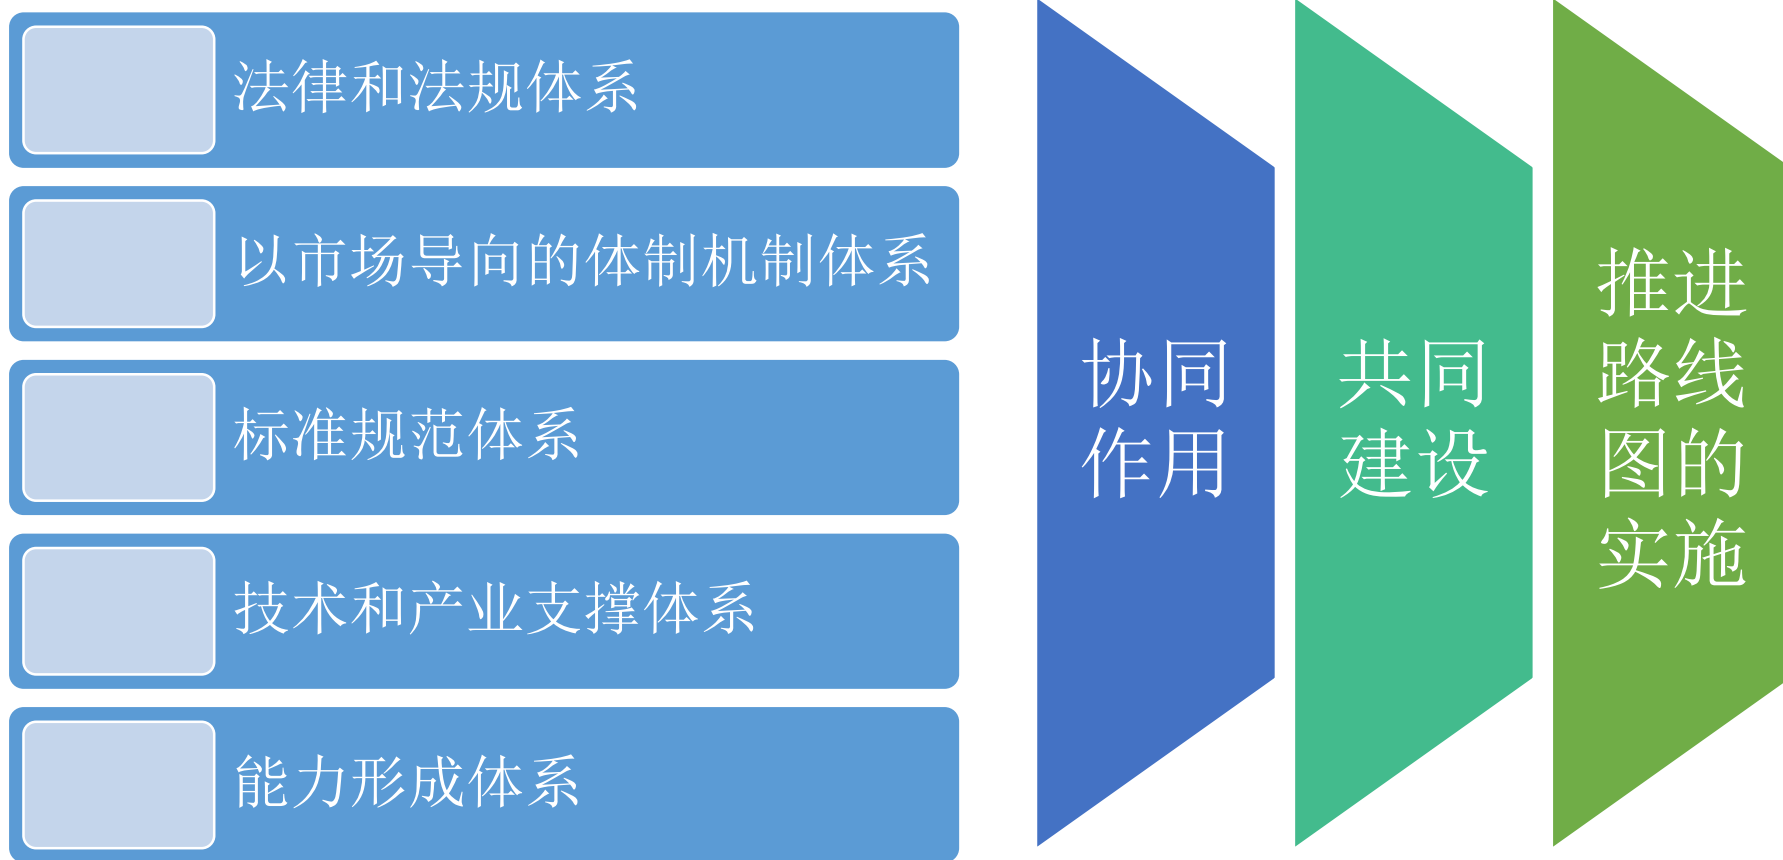 法律和法规体系
以市场导向的体制机制体系
标准规范体系
技术和产业支撑体系
能力形成体系
协同
作用
共同
建设
推进
路线
图的
实施